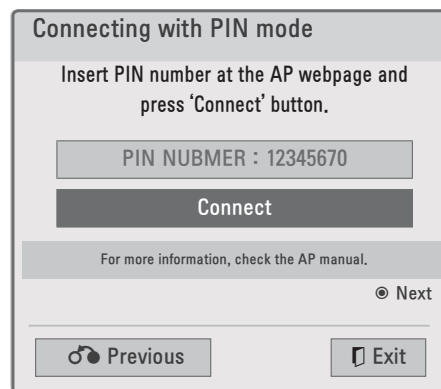 Connecting with PIN mode
Insert PIN number at the AP webpage and
press ‘Connect’ button.
PIN NUBMER : 12345670
Connect
For more information, check the AP manual.
Next
Previous
Exit